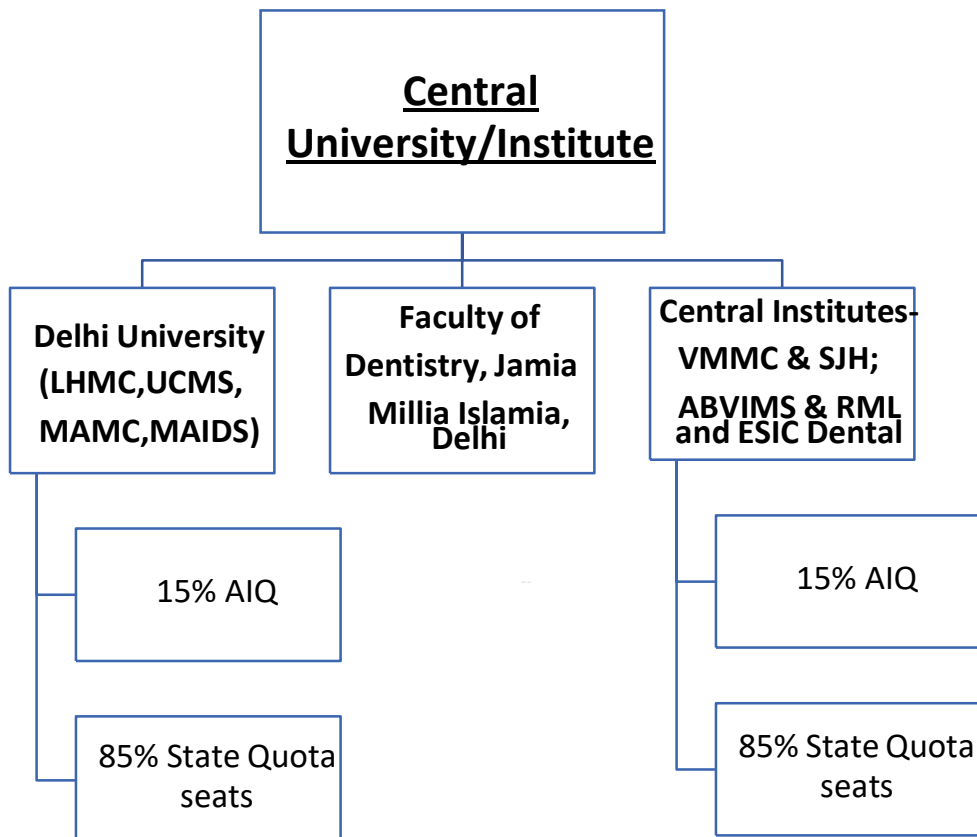 Central
University/Institute
Delhi University
(LHMC,UCMS,
MAMC,MAIDS)
15% AIQ
85% State Quota
seats
Faculty of
Dentistry, Jamia
Millia Islamia,
Delhi
Central Institutes-
VMMC & SJH;
ABVIMS & RML
and ESIC Dental
15% AIQ
85% State Quota
seats